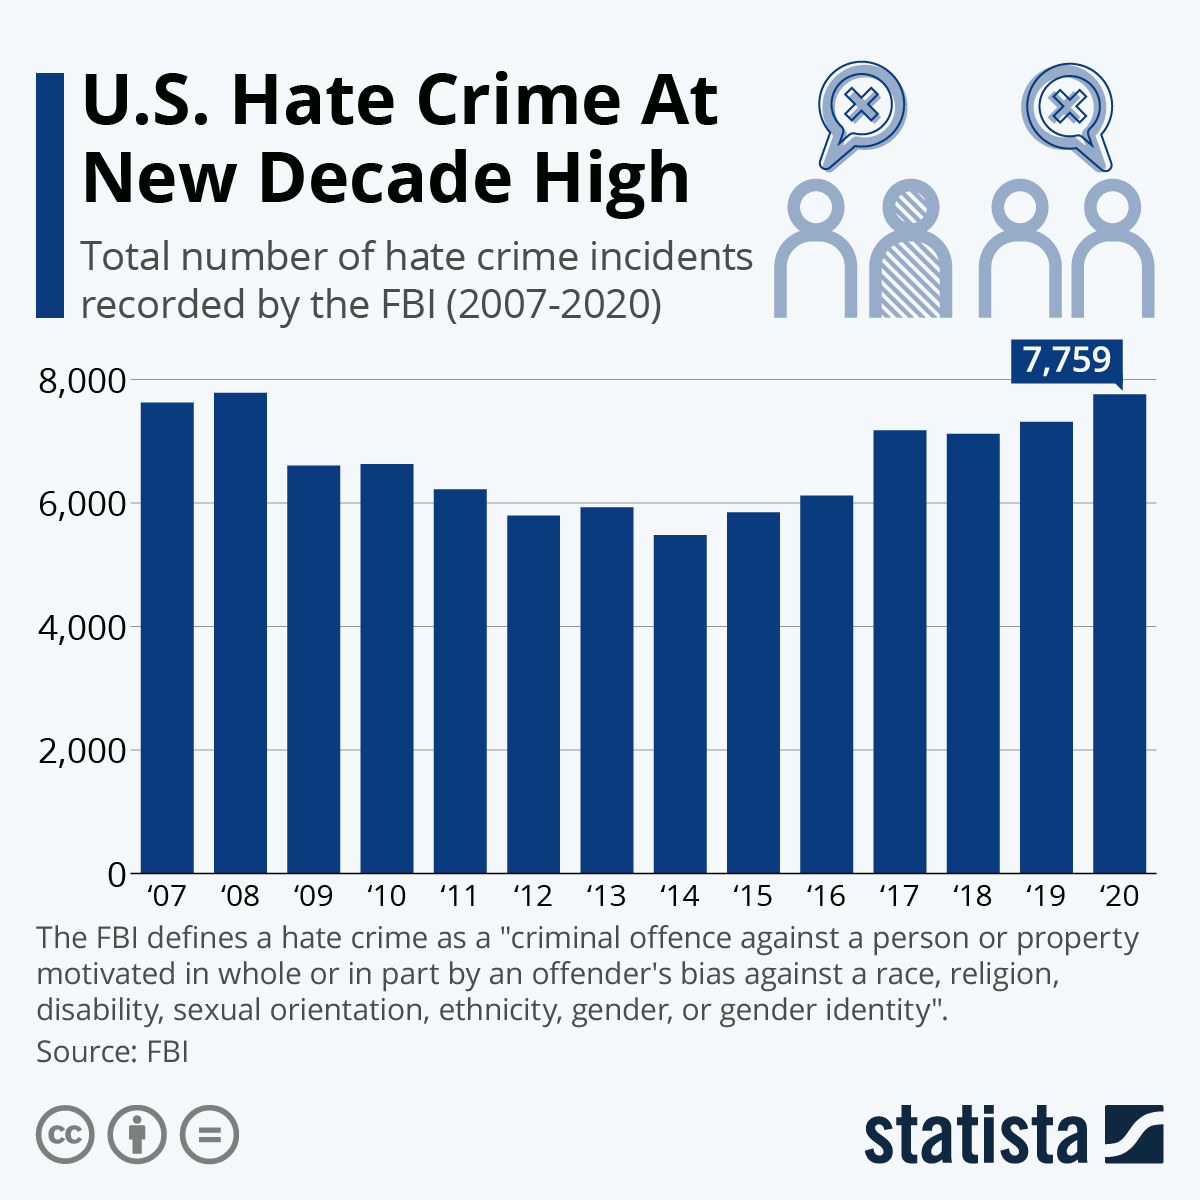 U.S. Hate Crime At
New Decade High
Total number of hate crime incidents
recorded by the FBI (2007-2020)
7,759
8,000
6,000
4,000
2,000
0
‘07 ‘08 ‘09 ‘10 ‘11 ‘12 ‘13 ‘14 ‘15 ‘16 ‘17 ‘18 ‘19 ‘20
The FBI defines a hate crime as a "criminal offence against a person or property
motivated in whole or in part by an offender's bias against a race, religion,
disability, sexual orientation, ethnicity, gender, or gender identity".
Source: FBI
cc
statista